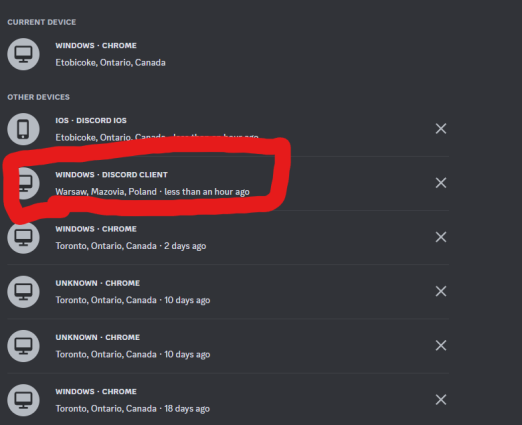 CURRENT DEVICE
WINDOWS · CHROME
Etobicoke, Ontario, Canada
OTHER DEVICES
IOS · DISCORD IOS
Etobicoke, Ontario, Canada · less than an hour ago
WINDOWS · DISCORD CLIENT
Warsaw, Mazovia, Poland · less than an hour ago
WINDOWS · CHROME
Toronto, Ontario, Canada · 2 days ago
UNKNOWN · CHROME
Toronto, Ontario, Canada · 10 days ago
UNKNOWN · CHROME
Toronto, Ontario, Canada · 10 days ago
WINDOWS · CHROME
Toronto, Ontario, Canada · 18 days ago